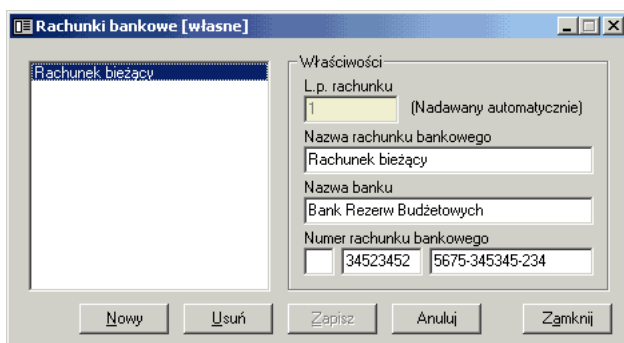 Rachunki bankowe [własne]
Rachunek bieżący
Właściwości
L.p. rachunku
1 (Nadawany automatycznie)
Nazwa rachunku bankowego
Rachunek bieżący
Nazwa banku
Bank Rezerw Budżetowych
Numer rachunku bankowego
34523452 5675-345345-234
Nowy Usuń Zapisz Anuluj Zamknij